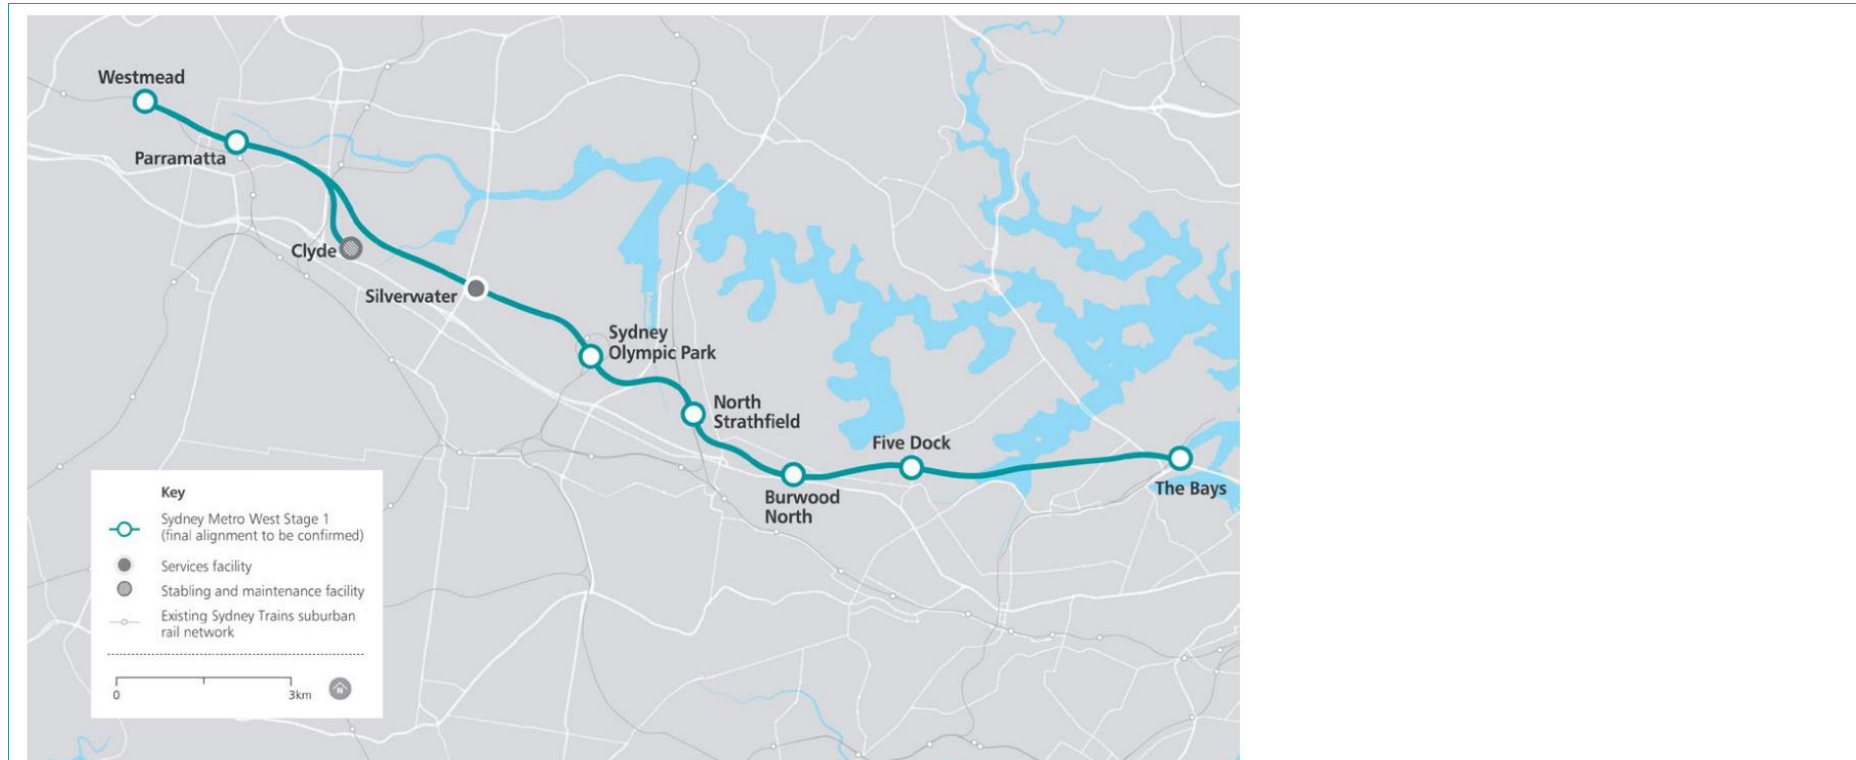 Westmead
Parramatta
Clyde
Silverwater
Sydney
Olympic Park
North
Strathfield
Five Dock
Burwood
North
The Bays
Key
Sydney Metro West Stage 1
(final alignment to be confirmed)
Services facility
Stabling and maintenance facility
Existing Sydney Trains suburban
rail network
0 3km
N